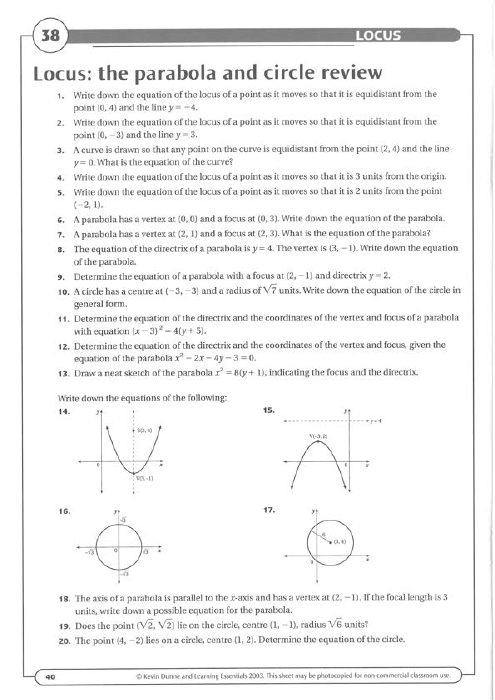 38
LOCUS
Locus: the parabola and circle review
1. Write down the equation of the locus of a point as it moves so that it is equidistant from the
point (0, 4) and the line y = -4.
2. Write down the equation of the locus of a point as it moves so that it is equidistant from the
point (0, -3) and the line y = 3.
3. A curve is drawn so that any point on the curve is equidistant from the point (2, 4) and the line
y = 0. What is the equation of the curve?
4. Write down the equation of the locus of a point as it moves so that it is 3 units from the origin.
5. Write down the equation of the locus of a point as it moves so that it is 2 units from the point
(-2, 1).
6. A parabola has a vertex at (0, 0) and a focus at (0, 3). Write down the equation of the parabola.
7. A parabola has a vertex at (2, 1) and a focus at (2, 3). What is the equation of the parabola?
8. The equation of the directrix of a parabola is y = 4. The vertex is (3, -1). Write down the equation
of the parabola.
9. Determine the equation of a parabola with a focus at (2, -1) and directrix y = 2.
10. A circle has a centre at (-3, -3) and a radius of √7 units. Write down the equation of the circle in
general form.
11. Determine the equation of the directrix and the coordinates of the vertex and focus of a parabola
with equation (x - 3)² = 4(y + 5).
12. Determine the equation of the directrix and the coordinates of the vertex and focus, given the
equation of the parabola x² - 2x - 4y - 3 = 0.
13. Draw a neat sketch of the parabola x² = 8(y + 1), indicating the focus and the directrix.
Write down the equations of the following:
14.
15.
16.
17.
18. The axis of a parabola is parallel to the x-axis and has a vertex at (2, -1). If the focal length is 3
units, write down a possible equation for the parabola.
19. Does the point (√2, √2) lie on the circle, centre (1, -1), radius √6 units?
20. The point (4, -2) lies on a circle, centre (1, 2). Determine the equation of the circle.
40
© Kevin Dunne and Learning Essentials 2003. This sheet may be photocopied for non-commercial classroom use.